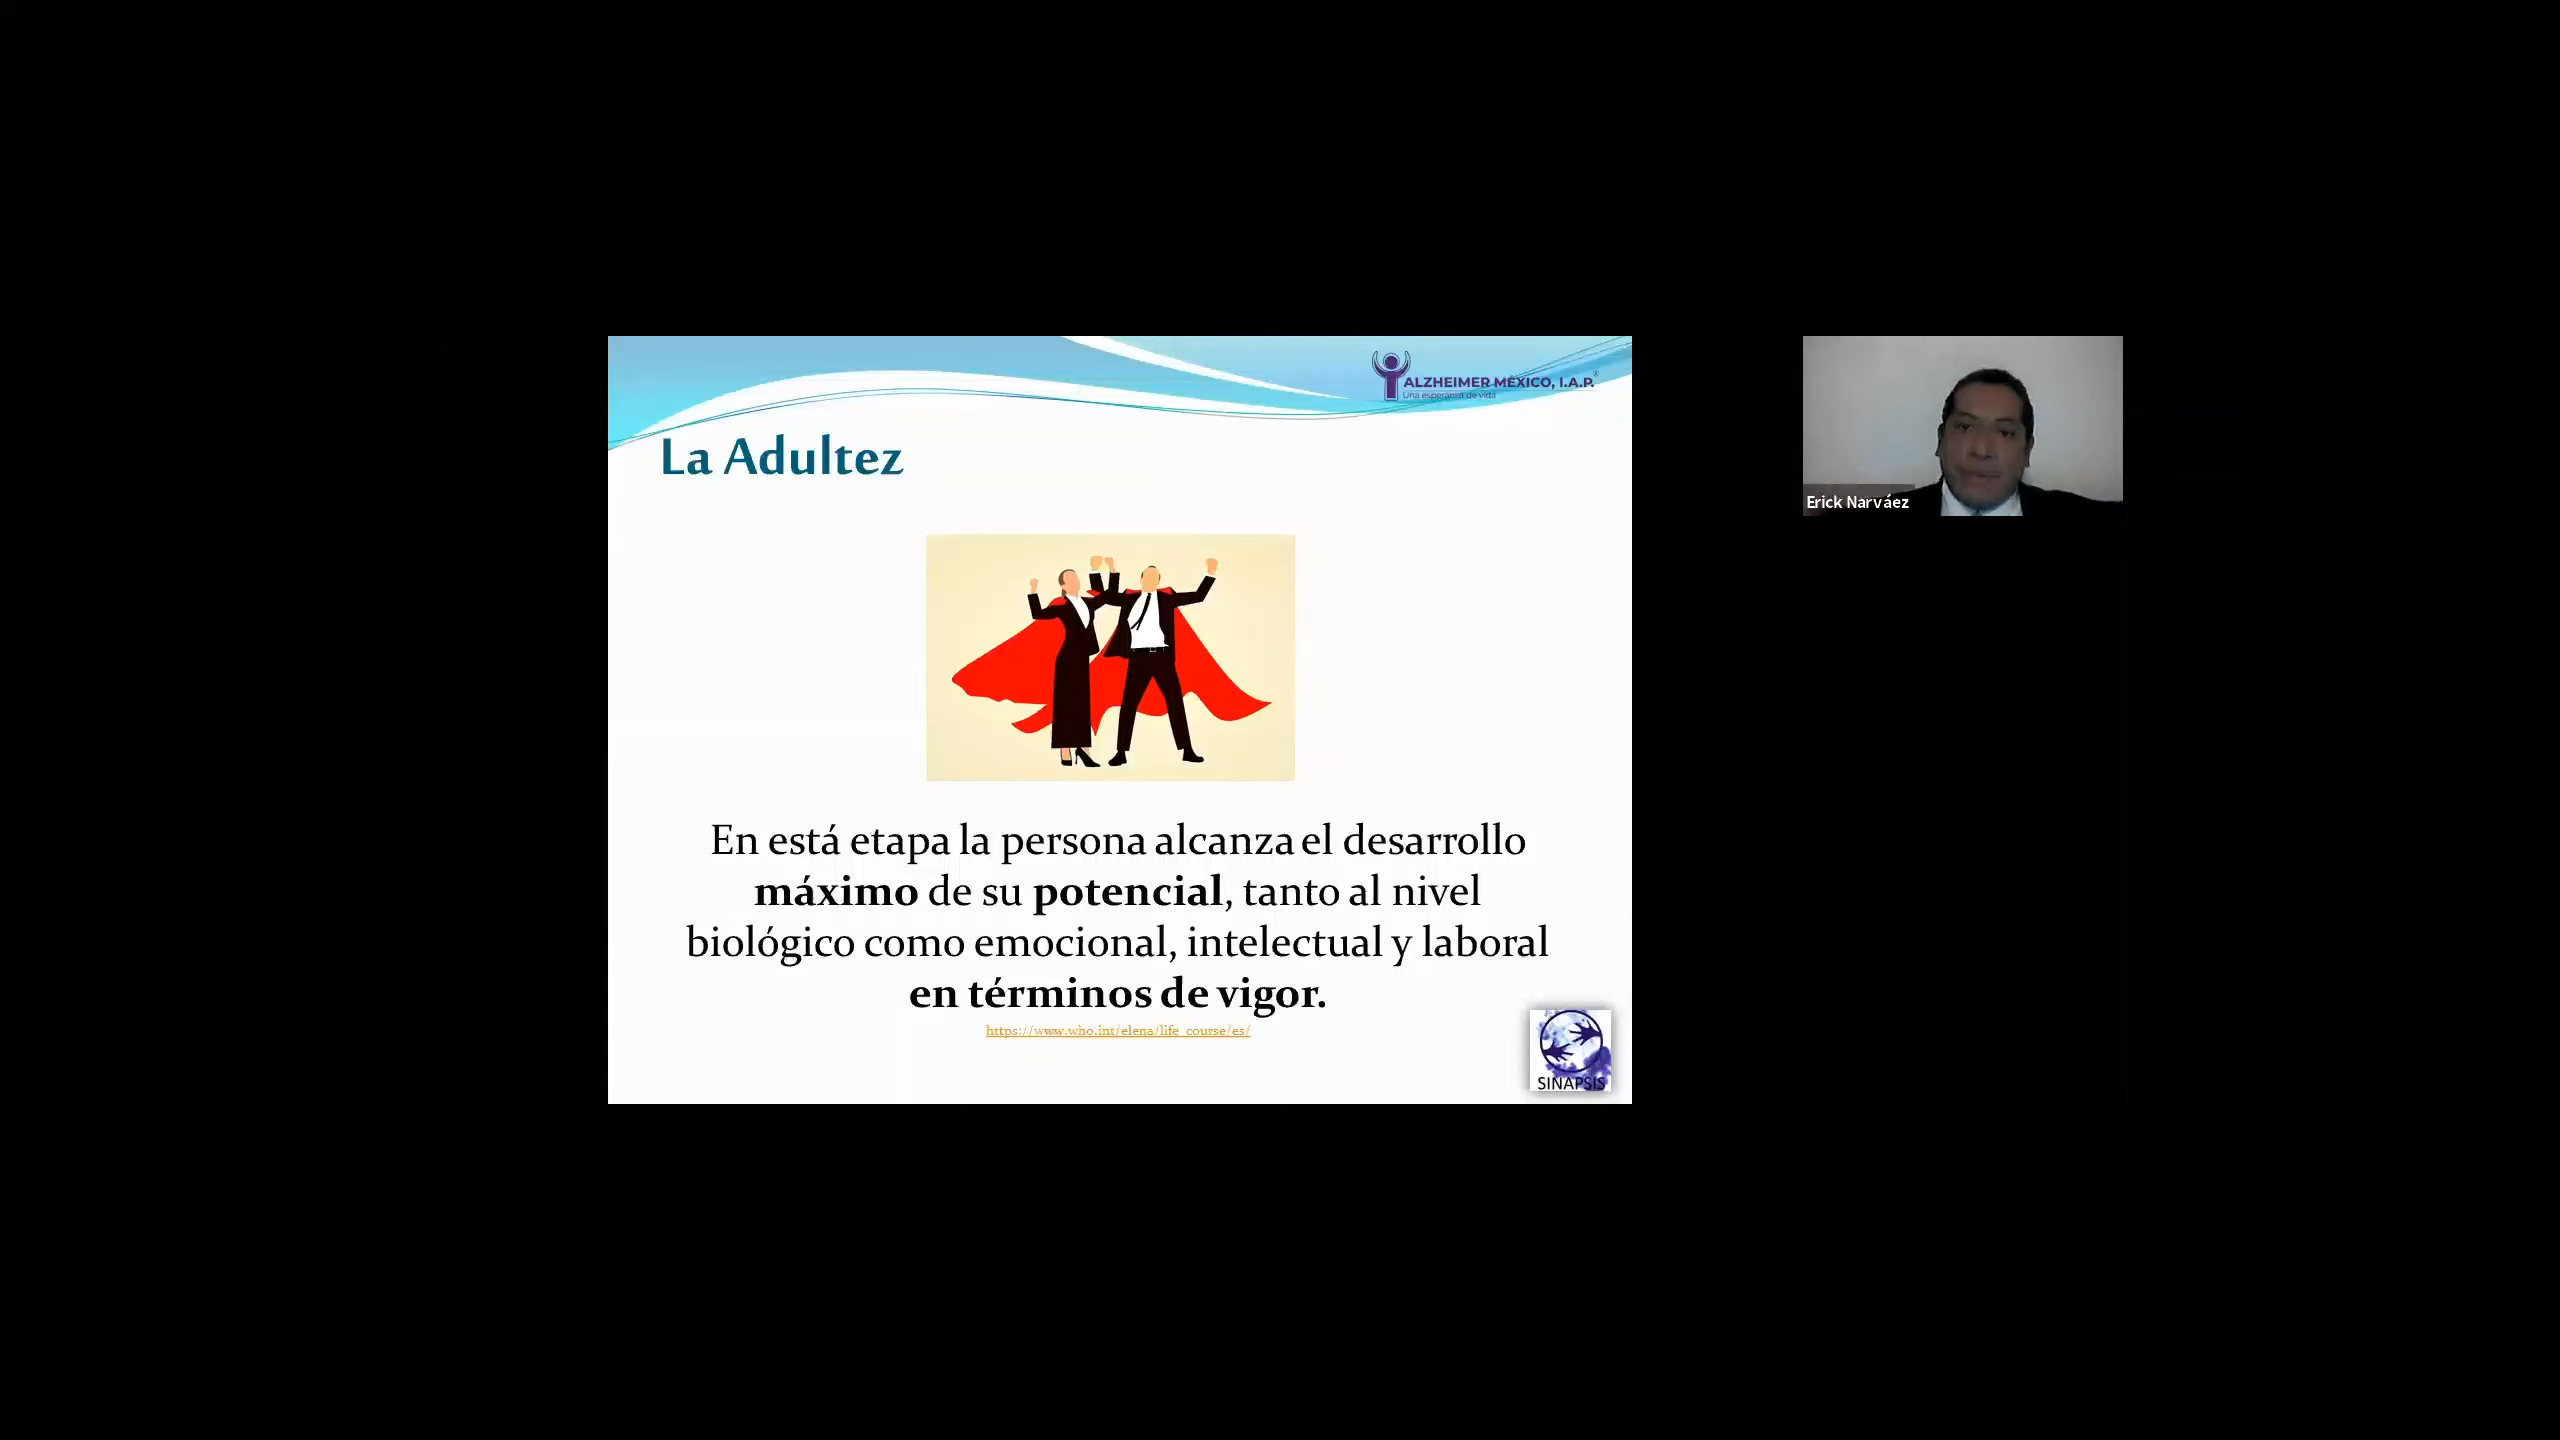 ALZHEIMER MÉXICO, I.A.P.®
Una esperanza de vida
La Adultez
Erick Narváez
En está etapa la persona alcanza el desarrollo
máximo de su potencial, tanto al nivel
biológico como emocional, intelectual y laboral
en términos de vigor.
https://www.who.int/elena/life_course/es/
SINAPSIS